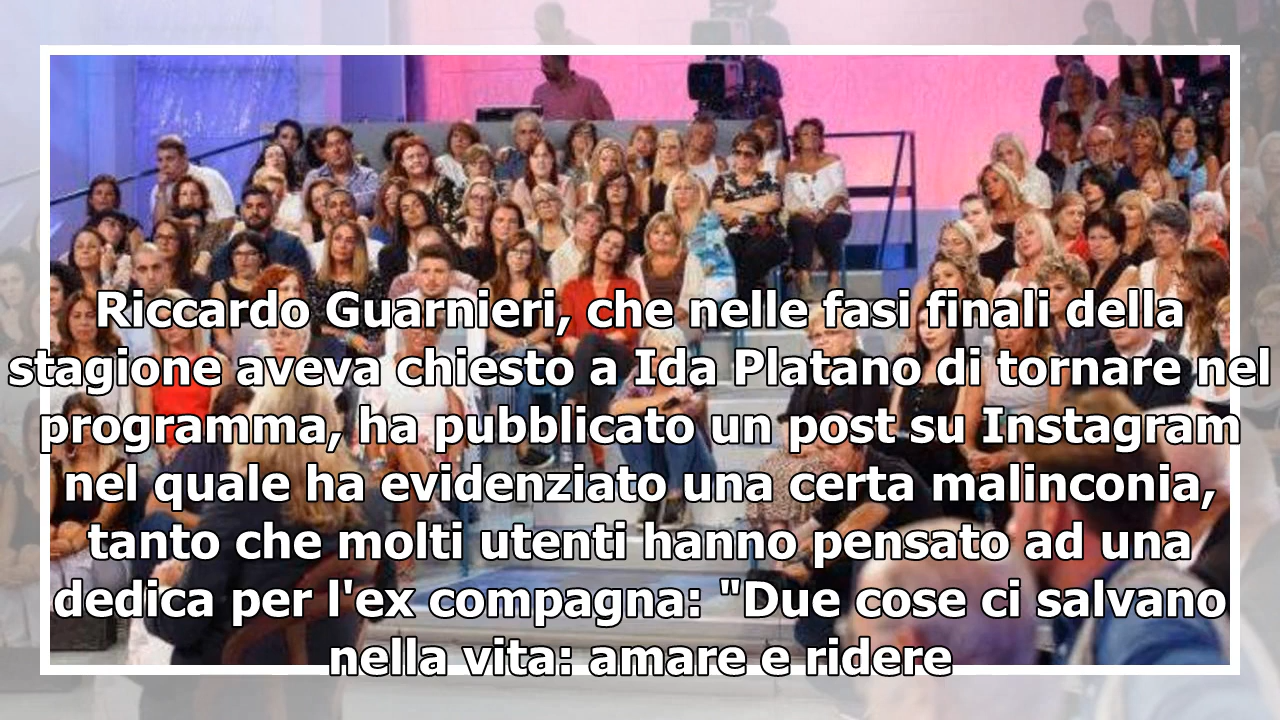 Riccardo Guarnieri, che nelle fasi finali della
stagione aveva chiesto a Ida Platano di tornare nel
programma, ha pubblicato un post su Instagram
nel quale ha evidenziato una certa malinconia,
tanto che molti utenti hanno pensato ad una
dedica per l'ex compagna: "Due cose ci salvano
nella vita: amare e ridere